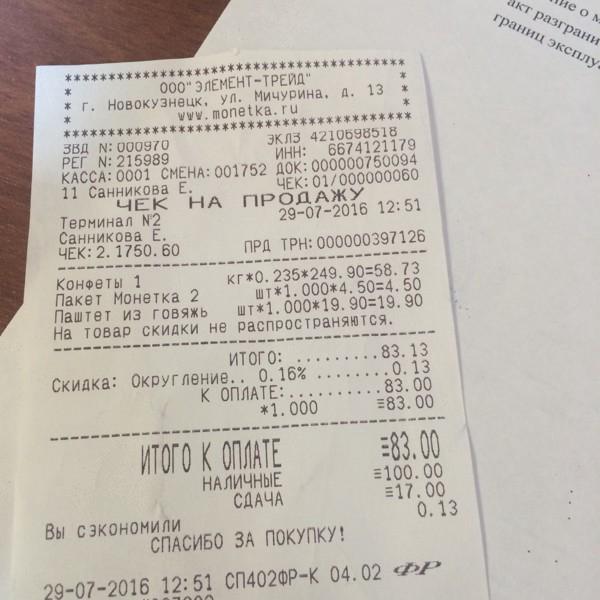 ************************************
* ООО"ЭЛЕМЕНТ-ТРЕЙД" *
* г. Новокузнецк, ул. Мичурина, д. 13 *
* www.monetka.ru *
************************************
ЗВД N:000970 ЭКЛЗ 4210698518
РЕГ N:215989 ИНН: 6674121179
КАССА:0001 СМЕНА:001752 ДОК:000000750094
11 Санникова Е. ЧЕК:01/000000060
ЧЕК НА ПРОДАЖУ
Терминал №2 29-07-2016 12:51
Санникова Е.
ЧЕК:2.1750.60 ПРД ТРН:000000397126
Конфеты 1 кг*0.235*249.90=58.73
Пакет Монетка 2 шт*1.000*4.50=4.50
Паштет из говяжь шт*1.000*19.90=19.90
На товар скидки не распространяются.
ИТОГО: .........83.13
Скидка: Округление.. 0.16% ........0.13
К ОПЛАТЕ:..........83.00
*1.000 ≡83.00
ИТОГО К ОПЛАТЕ ≡83.00
НАЛИЧНЫЕ ≡100.00
СДАЧА ≡17.00
0.13
Вы сэкономили
СПАСИБО ЗА ПОКУПКУ!
29-07-2016 12:51 СП402ФР-К 04.02 ФР
ие о м
акт разграни
границ эксплу